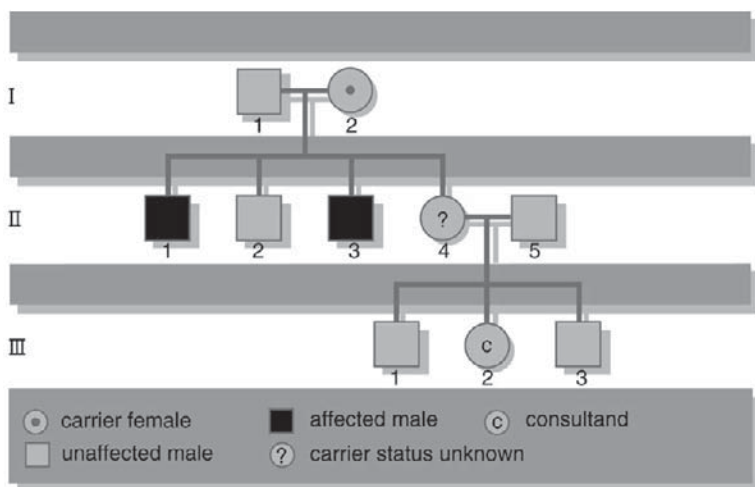 I
1 2
II
?
1 2 3 4 5
III
c
1 2 3
carrier female affected male c consultand
unaffected male ? carrier status unknown